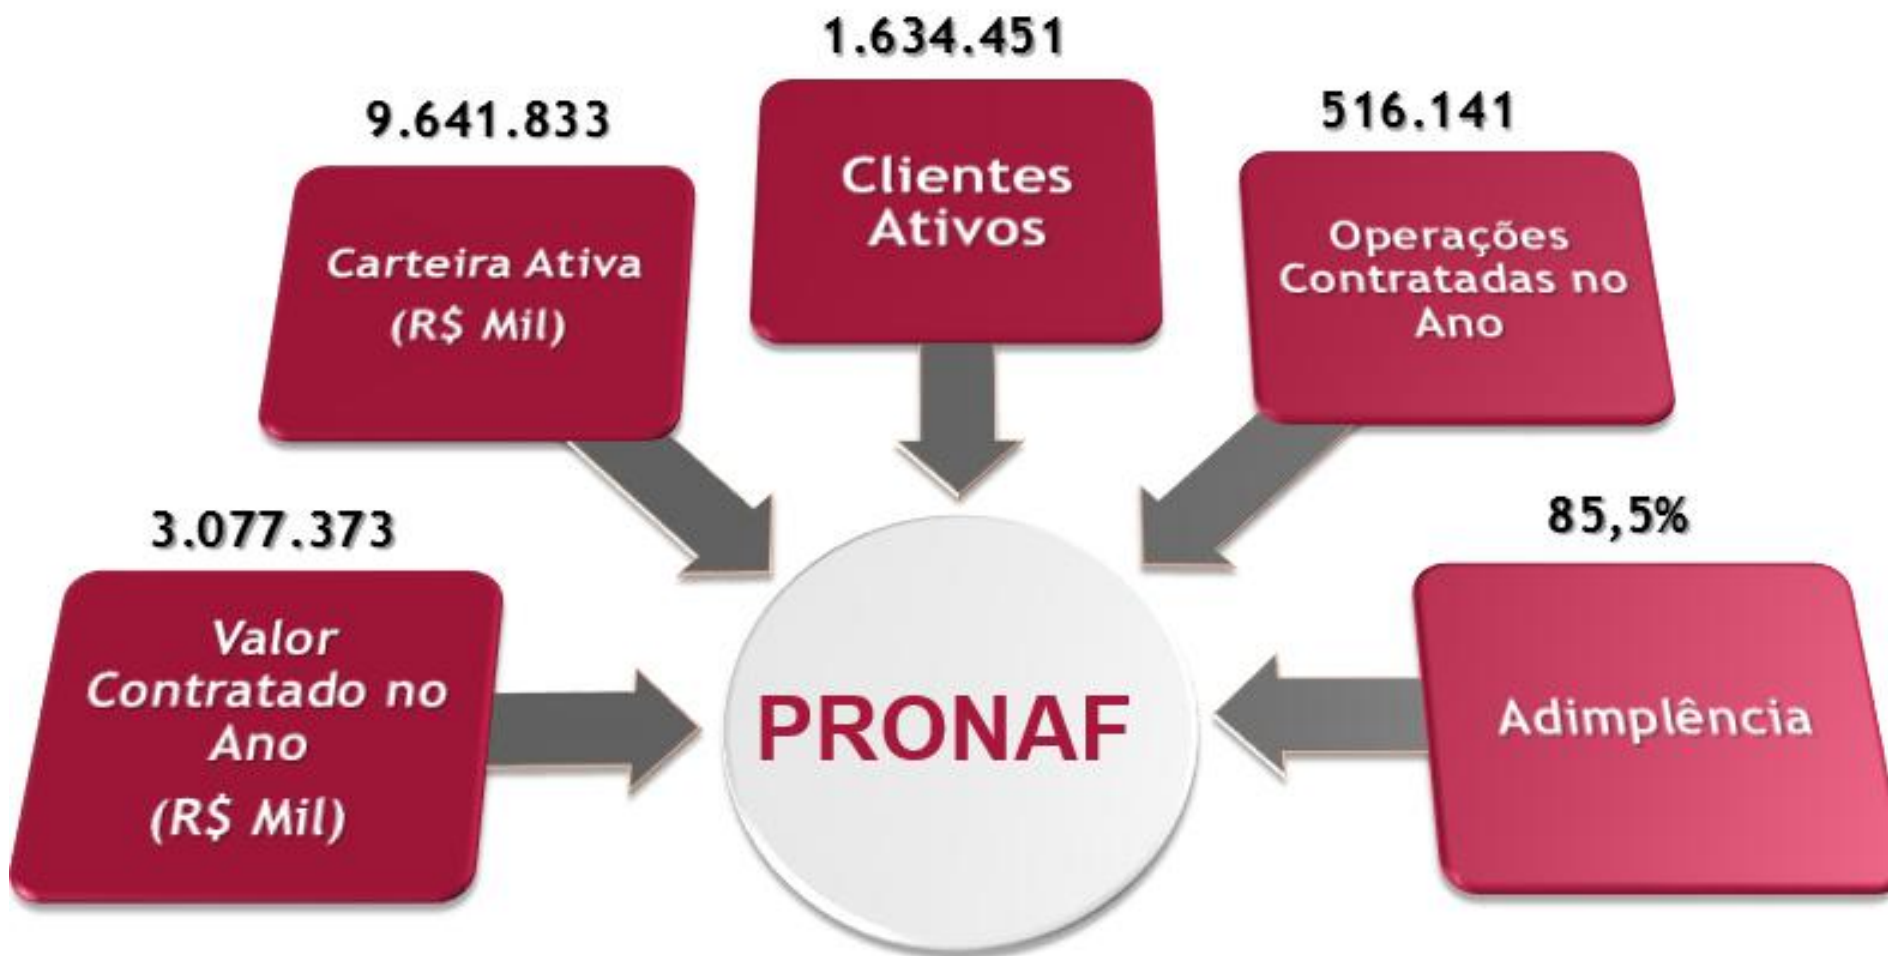 1.634.451
Clientes
Ativos
9.641.833
Carteira Ativa
(R$ Mil)
516.141
Operações
Contratadas no
Ano
3.077.373
Valor
Contratado no
Ano
(R$ Mil)
85,5%
Adimplência
PRONAF